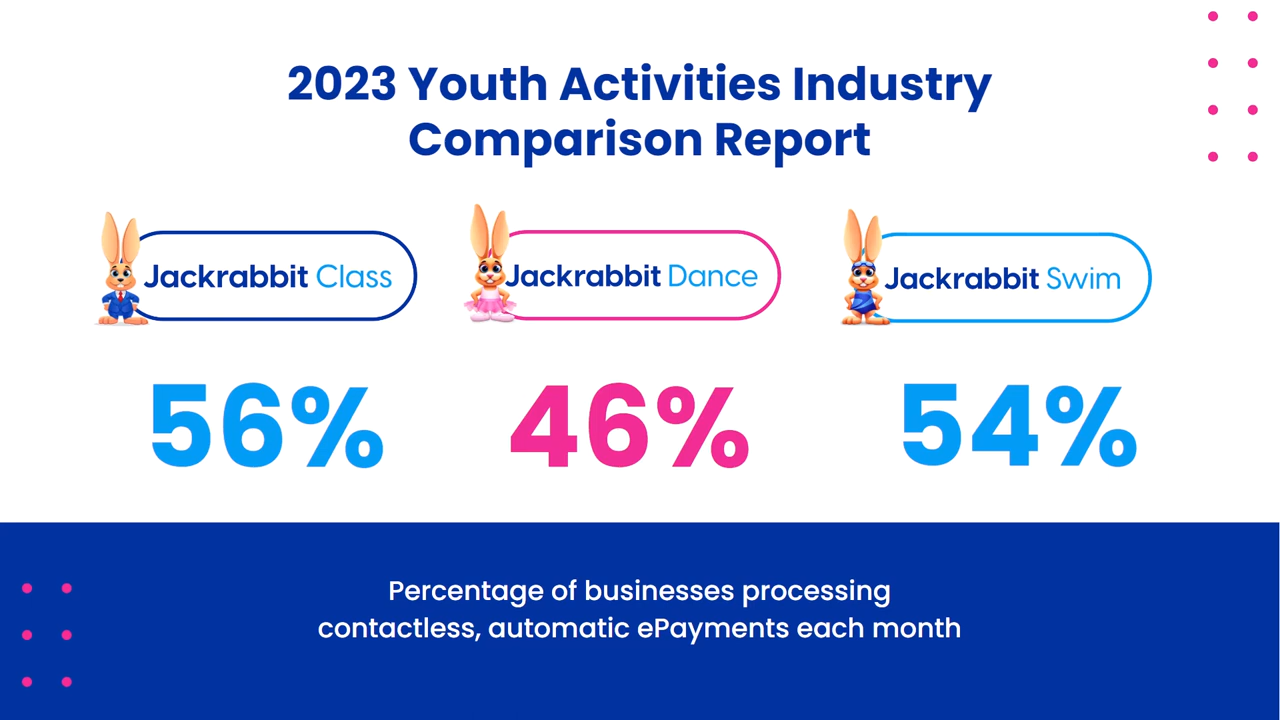 2023 Youth Activities Industry
Comparison Report
Jackrabbit Class
Jackrabbit Dance
Jackrabbit Swim
56%
46%
54%
Percentage of businesses processing
contactless, automatic ePayments each month